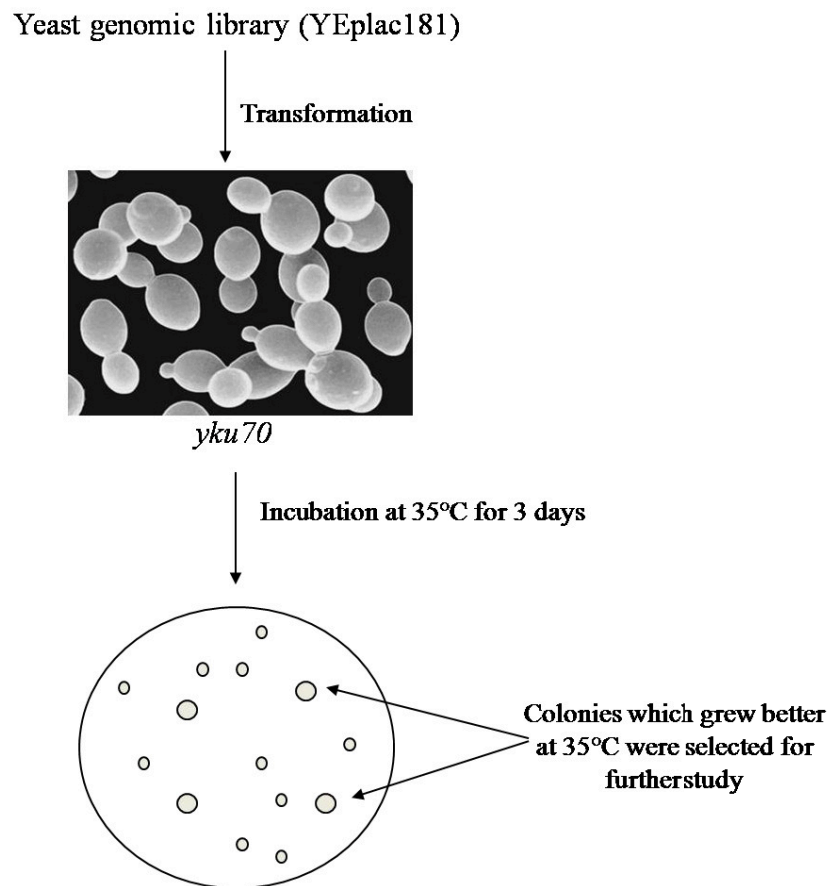 Yeast genomic library (YEplac181)
Transformation
yku70
Incubation at 35°C for 3 days
Colonies which grew better
at 35°C were selected for
furtherstudy